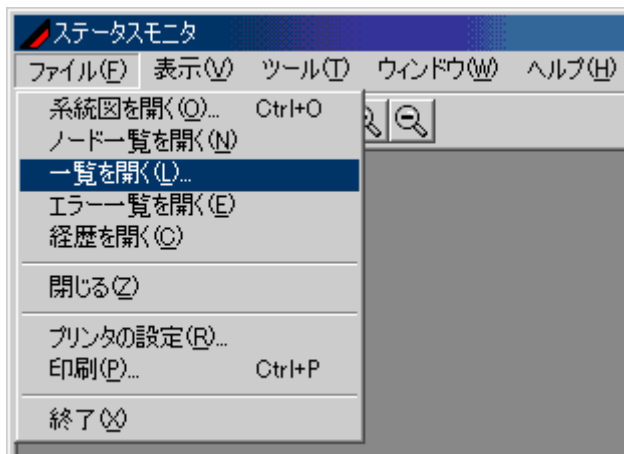 ステータスモニタ
ファイル(F) 表示(V) ツール(T) ウィンドウ(W) ヘルプ(H)
系統図を開く(O)... Ctrl+O
ノード一覧を開く(N)
一覧を開く(L)...
エラー一覧を開く(E)
経歴を開く(C)
閉じる(Z)
プリンタの設定(R)...
印刷(P)... Ctrl+P
終了(X)